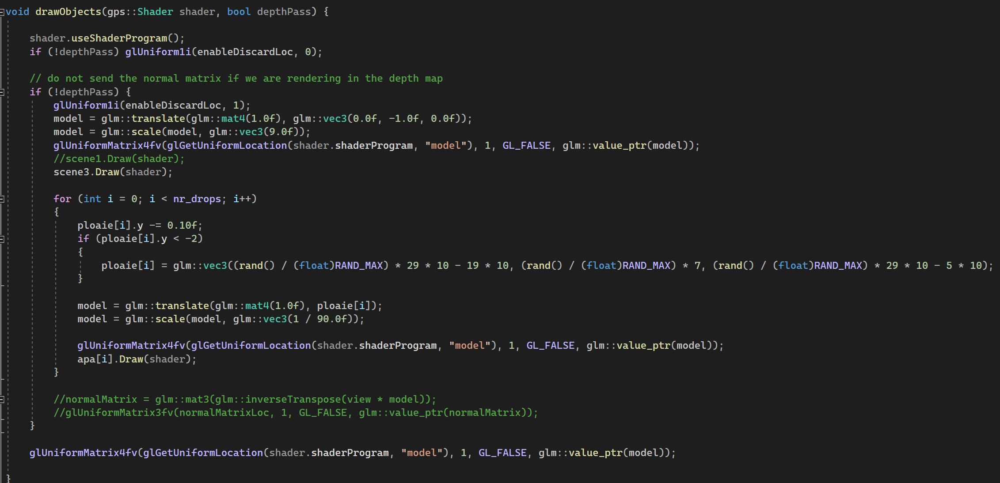 void drawObjects(gps::Shader shader, bool depthPass) {
shader.useShaderProgram();
if (!depthPass) glUniform1i(enableDiscardLoc, 0);
// do not send the normal matrix if we are rendering in the depth map
if (!depthPass) {
glUniform1i(enableDiscardLoc, 1);
model = glm::translate(glm::mat4(1.0f), glm::vec3(0.0f, -1.0f, 0.0f));
model = glm::scale(model, glm::vec3(9.0f));
glUniformMatrix4fv(glGetUniformLocation(shader.shaderProgram, "model"), 1, GL_FALSE, glm::value_ptr(model));
//scene1.Draw(shader);
scene3.Draw(shader);
for (int i = 0; i < nr_drops; i++)
{
ploaie[i].y -= 0.10f;
if (ploaie[i].y < -2)
{
ploaie[i] = glm::vec3((rand() / (float)RAND_MAX) * 29 * 10 - 19 * 10, (rand() / (float)RAND_MAX) * 7, (rand() / (float)RAND_MAX) * 29 * 10 - 5 * 10);
}
model = glm::translate(glm::mat4(1.0f), ploaie[i]);
model = glm::scale(model, glm::vec3(1 / 90.0f));
glUniformMatrix4fv(glGetUniformLocation(shader.shaderProgram, "model"), 1, GL_FALSE, glm::value_ptr(model));
apa[i].Draw(shader);
}
//normalMatrix = glm::mat3(glm::inverseTranspose(view * model));
//glUniformMatrix3fv(normalMatrixLoc, 1, GL_FALSE, glm::value_ptr(normalMatrix));
}
glUniformMatrix4fv(glGetUniformLocation(shader.shaderProgram, "model"), 1, GL_FALSE, glm::value_ptr(model));
}